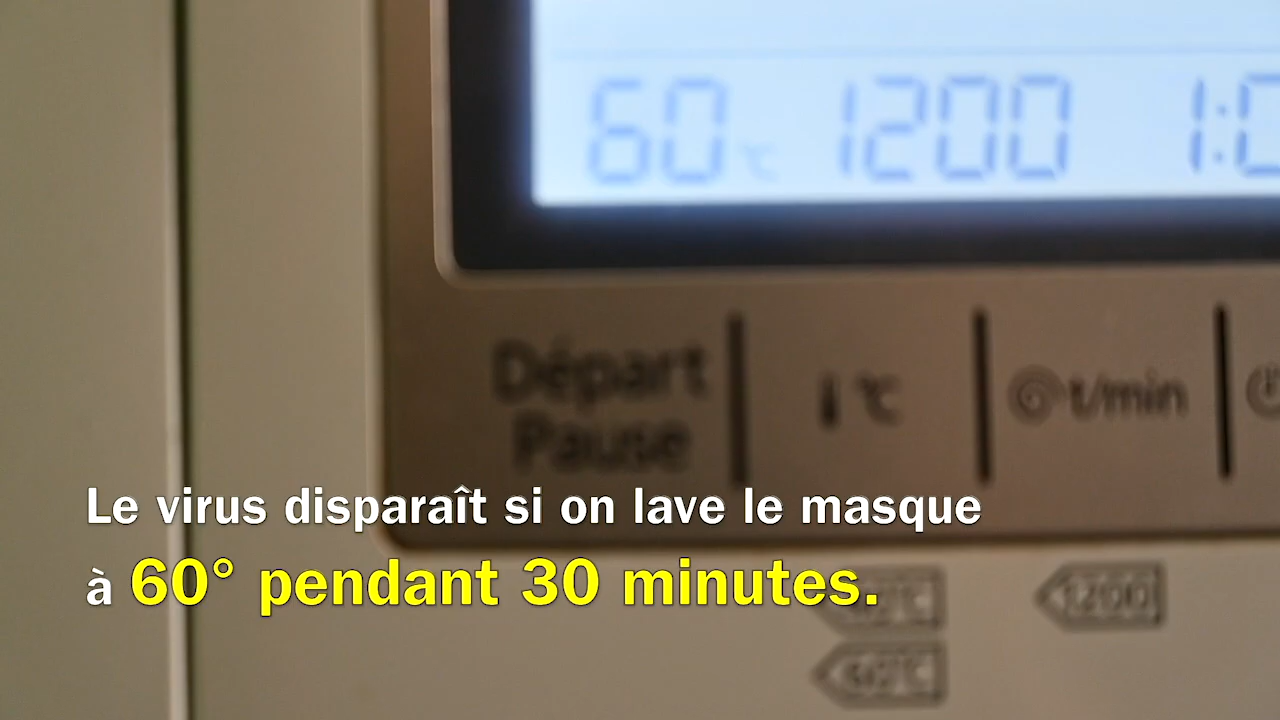 60 °C 1200 1:0
Départ
Pause
°C
t/min
Le virus disparaît si on lave le masque
à 60° pendant 30 minutes.
1200
60°C